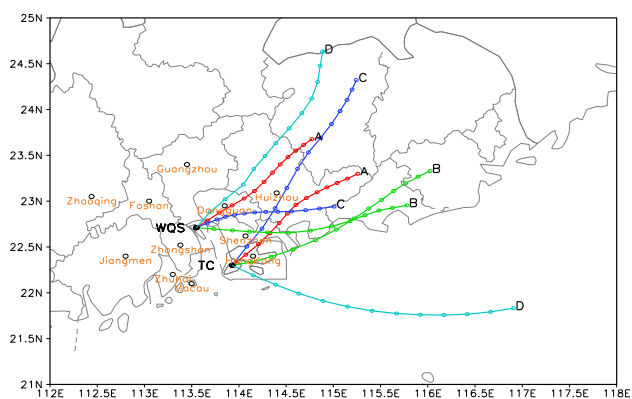 25N
24.5N
24N
23.5N
23N
22.5N
22N
21.5N
21N
D
C
A
A
B
B
C
D
Guangzhou
Zhaoqing
Foshan
Dongguan
Huizhou
WQS
Shenzhen
Zhongshan
Jiangmen
TC
Hongkong
Zhuhai
Macau
112E 112.5E 113E 113.5E 114E 114.5E 115E 115.5E 116E 116.5E 117E 117.5E 118E